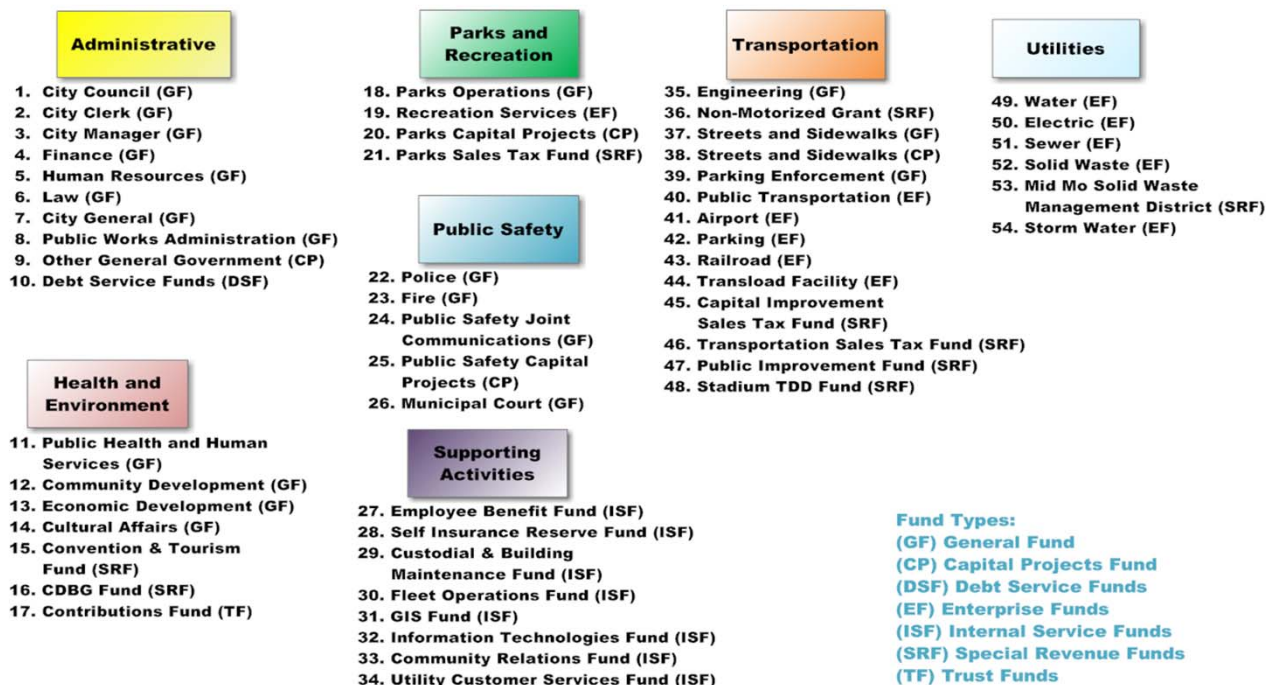 Administrative
1. City Council (GF)
2. City Clerk (GF)
3. City Manager (GF)
4. Finance (GF)
5. Human Resources (GF)
6. Law (GF)
7. City General (GF)
8. Public Works Administration (GF)
9. Other General Government (CP)
10. Debt Service Funds (DSF)
Health and
Environment
11. Public Health and Human
Services (GF)
12. Community Development (GF)
13. Economic Development (GF)
14. Cultural Affairs (GF)
15. Convention & Tourism
Fund (SRF)
16. CDBG Fund (SRF)
17. Contributions Fund (TF)
Parks and
Recreation
18. Parks Operations (GF)
19. Recreation Services (EF)
20. Parks Capital Projects (CP)
21. Parks Sales Tax Fund (SRF)
Public Safety
22. Police (GF)
23. Fire (GF)
24. Public Safety Joint
Communications (GF)
25. Public Safety Capital
Projects (CP)
26. Municipal Court (GF)
Supporting
Activities
27. Employee Benefit Fund (ISF)
28. Self Insurance Reserve Fund (ISF)
29. Custodial & Building
Maintenance Fund (ISF)
30. Fleet Operations Fund (ISF)
31. GIS Fund (ISF)
32. Information Technologies Fund (ISF)
33. Community Relations Fund (ISF)
34. Utility Customer Services Fund (ISF)
Transportation
35. Engineering (GF)
36. Non-Motorized Grant (SRF)
37. Streets and Sidewalks (GF)
38. Streets and Sidewalks (CP)
39. Parking Enforcement (GF)
40. Public Transportation (EF)
41. Airport (EF)
42. Parking (EF)
43. Railroad (EF)
44. Transload Facility (EF)
45. Capital Improvement
Sales Tax Fund (SRF)
46. Transportation Sales Tax Fund (SRF)
47. Public Improvement Fund (SRF)
48. Stadium TDD Fund (SRF)
Utilities
49. Water (EF)
50. Electric (EF)
51. Sewer (EF)
52. Solid Waste (EF)
53. Mid Mo Solid Waste
Management District (SRF)
54. Storm Water (EF)
Fund Types:
(GF) General Fund
(CP) Capital Projects Fund
(DSF) Debt Service Funds
(EF) Enterprise Funds
(ISF) Internal Service Funds
(SRF) Special Revenue Funds
(TF) Trust Funds